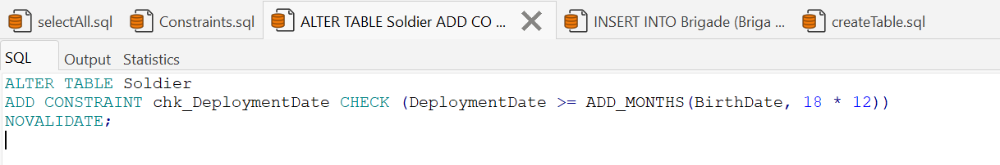 selectAll.sql Constraints.sql ALTER TABLE Soldier ADD CO ... INSERT INTO Brigade (Briga ... createTable.sql
SQL Output Statistics
ALTER TABLE Soldier
ADD CONSTRAINT chk_DeploymentDate CHECK (DeploymentDate >= ADD_MONTHS(BirthDate, 18 * 12))
NOVALIDATE;